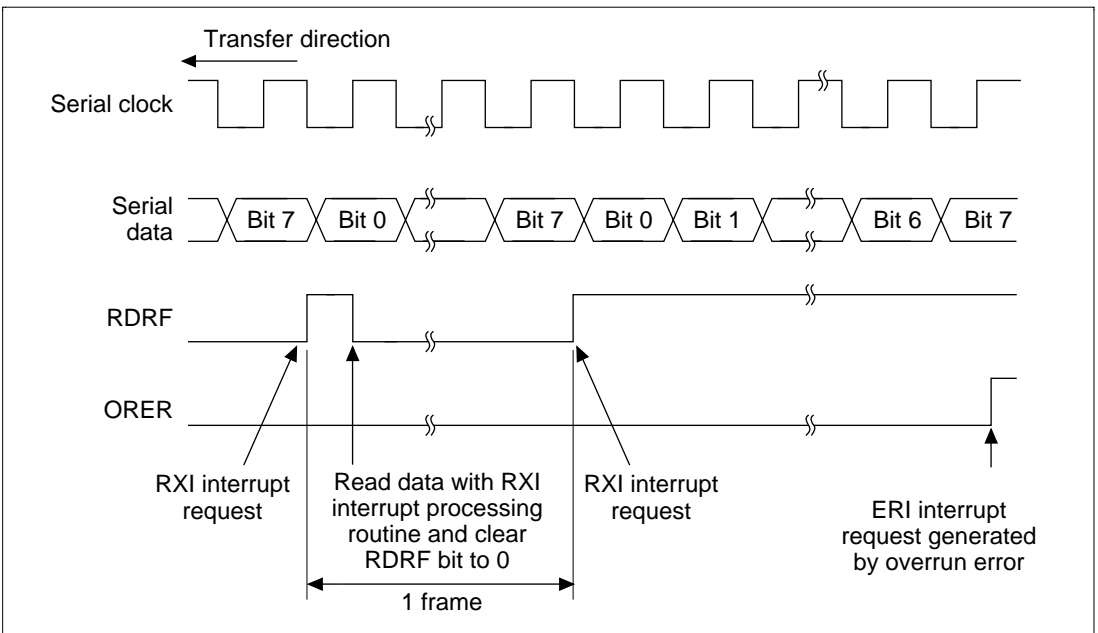 Transfer direction
Serial clock
Serial
data
Bit 7
Bit 0
Bit 7
Bit 0
Bit 1
Bit 6
Bit 7
RDRF
ORER
RXI interrupt
request
Read data with RXI
interrupt processing
routine and clear
RDRF bit to 0
RXI interrupt
request
ERI interrupt
request generated
by overrun error
1 frame